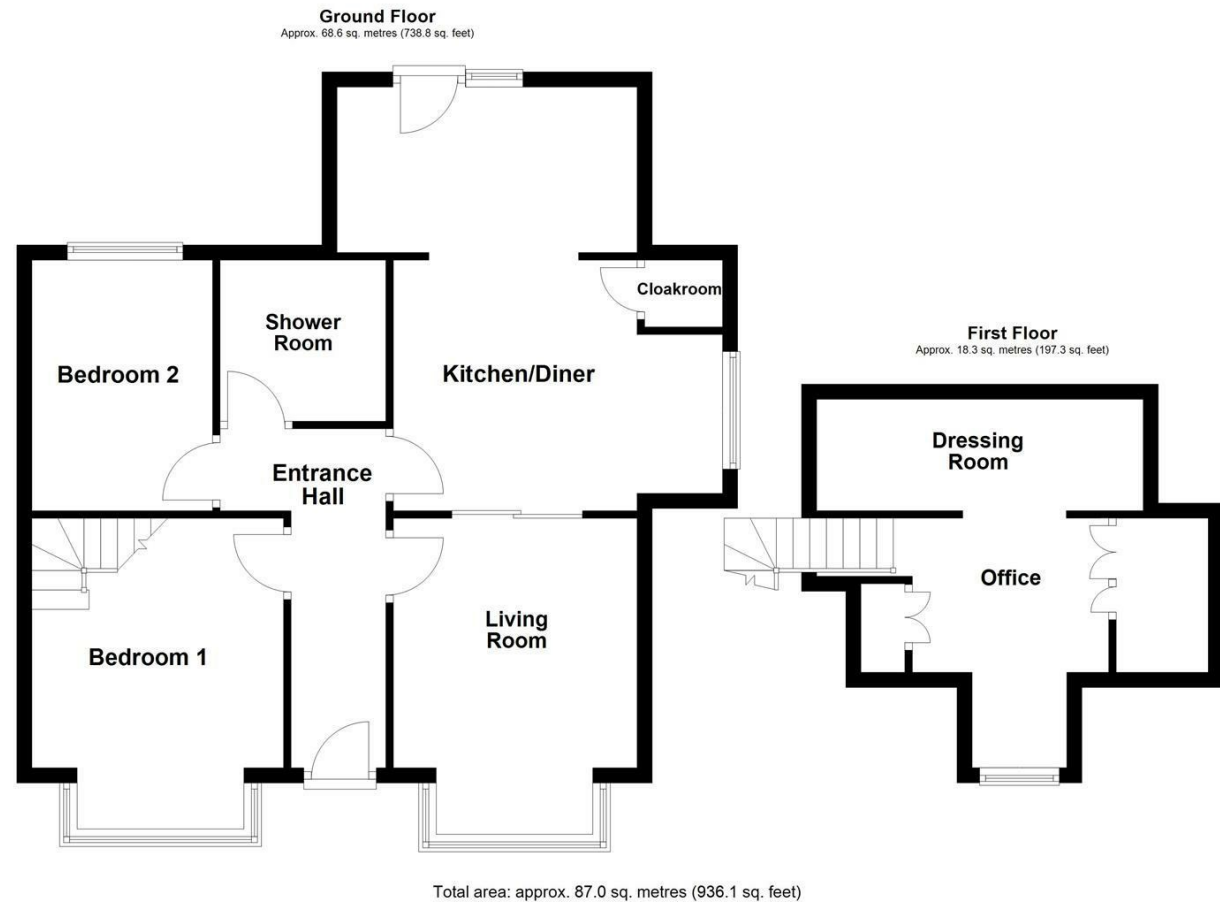 Ground Floor
Approx. 68.6 sq. metres (738.8 sq. feet)
Cloakroom
Shower
Room
Bedroom 2
Kitchen/Diner
Entrance
Hall
Living
Room
Bedroom 1
First Floor
Approx. 18.3 sq. metres (197.3 sq. feet)
Dressing
Room
Office
Total area: approx. 87.0 sq. metres (936.1 sq. feet)